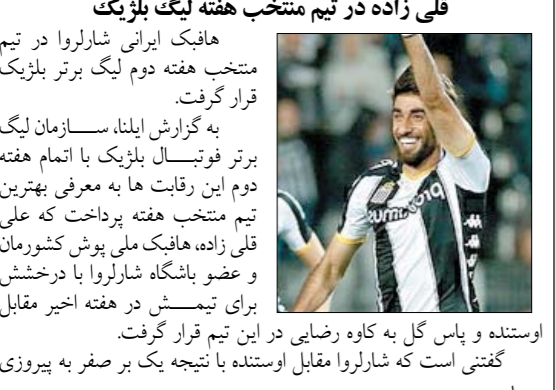 قلی زاده در تیم منتخب هفته لیگ بلژیک
هافبک ایرانی شارلروا در تیم
منتخب هفته دوم لیگ برتر بلژیک
قرار گرفت.
به گزارش ایلنا، ســـازمان لیگ
برتر فوتبـــال بلژیک با اتمام هفته
دوم این رقابت ها به معرفی بهترین
تیم منتخب هفته پرداخت که علی
قلی زاده، هافبک ملی پوش کشورمان
و عضو باشگاه شارلروا با درخشش
برای تیمـــش در هفته اخیر مقابل
اوستنده و پاس گل به کاوه رضایی در این تیم قرار گرفت.
گفتنی است که شارلروا مقابل اوستنده با نتیجه یک بر صفر به پیروزی